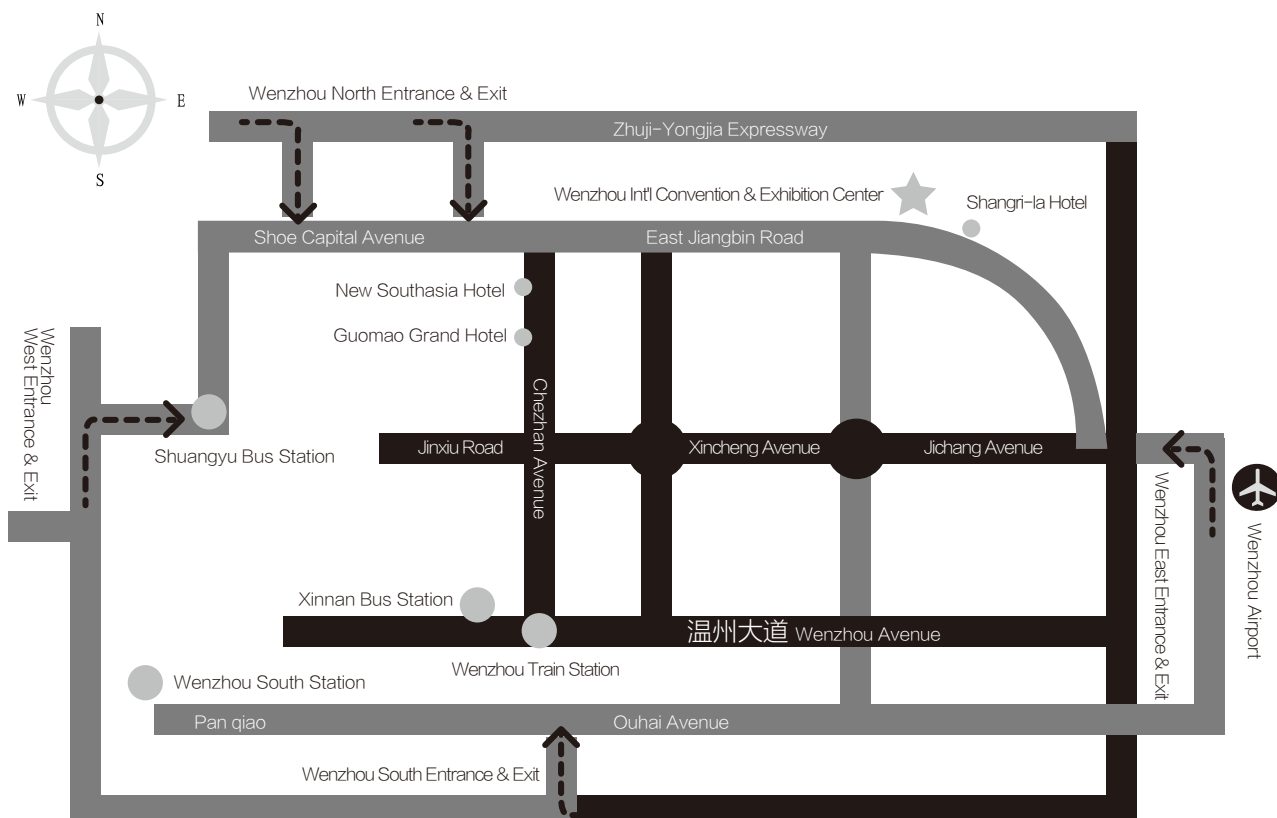 N
W
E
S
Wenzhou North Entrance & Exit
Zhuji-Yongjia Expressway
Wenzhou Int'l Convention & Exhibition Center
Shangri-la Hotel
Shoe Capital Avenue
East Jiangbin Road
New Southasia Hotel
Guomao Grand Hotel
Wenzhou
West Entrance & Exit
Chezhan Avenue
Shuangyu Bus Station
Jinxiu Road
Xincheng Avenue
Jichang Avenue
Wenzhou East Entrance & Exit
Wenzhou Airport
Xinnan Bus Station
温州大道 Wenzhou Avenue
Wenzhou Train Station
Wenzhou South Station
Pan qiao
Ouhai Avenue
Wenzhou South Entrance & Exit